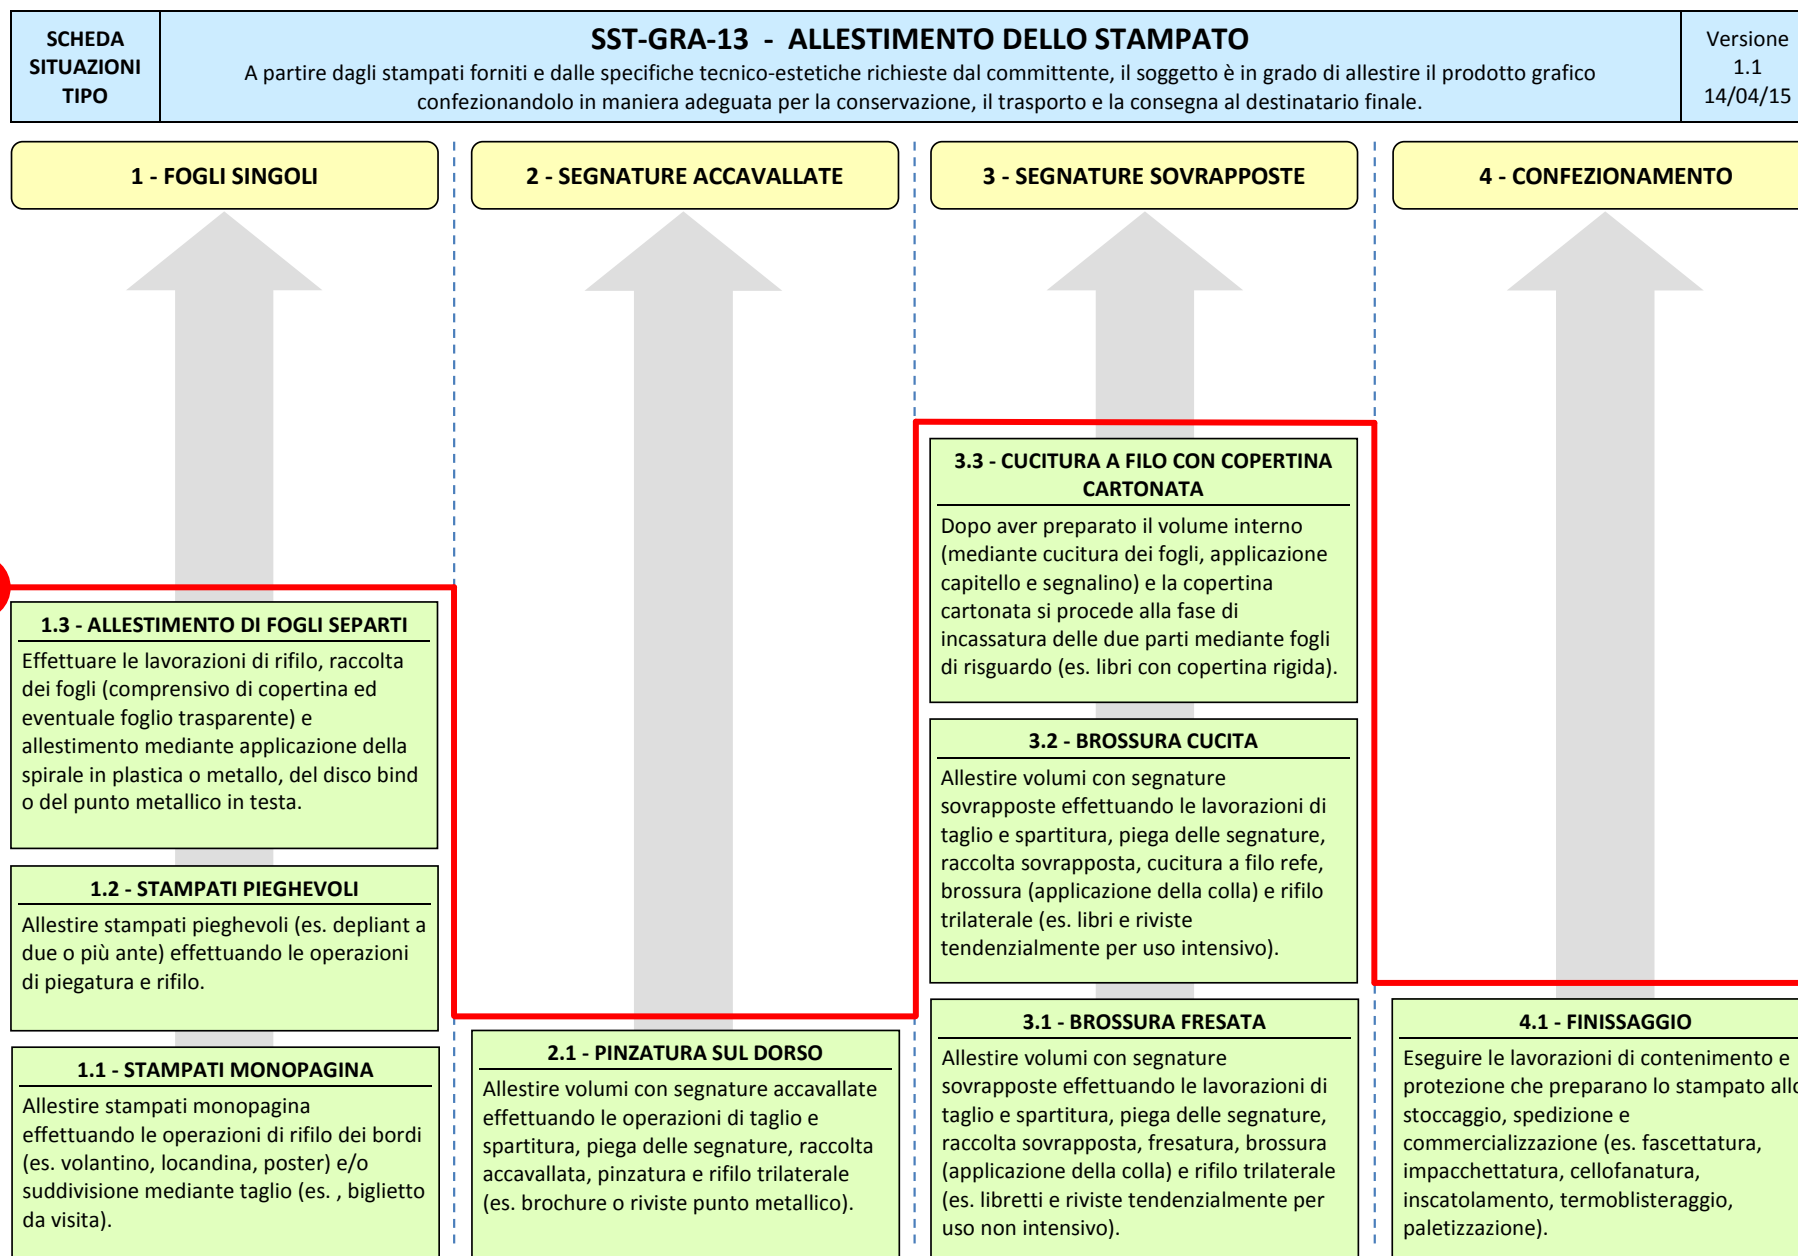 SCHEDA
SITUAZIONI
TIPO
SST-GRA-13 - ALLESTIMENTO DELLO STAMPATO
A partire dagli stampati forniti e dalle specifiche tecnico-estetiche richieste dal committente, il soggetto è in grado di allestire il prodotto grafico
confezionandolo in maniera adeguata per la conservazione, il trasporto e la consegna al destinatario finale.
Versione
1.1
14/04/15
1 - FOGLI SINGOLI
2 - SEGNATURE ACCAVALLATE
3 - SEGNATURE SOVRAPPOSTE
4 - CONFEZIONAMENTO
1.3 - ALLESTIMENTO DI FOGLI SEPARTI
Effettuare le lavorazioni di rifilo, raccolta
dei fogli (comprensivo di copertina ed
eventuale foglio trasparente) e
allestimento mediante applicazione della
spirale in plastica o metallo, del disco bind
o del punto metallico in testa.
1.2 - STAMPATI PIEGHEVOLI
Allestire stampati pieghevoli (es. depliant a
due o più ante) effettuando le operazioni
di piegatura e rifilo.
1.1 - STAMPATI MONOPAGINA
Allestire stampati monopagina
effettuando le operazioni di rifilo dei bordi
(es. volantino, locandina, poster) e/o
suddivisione mediante taglio (es. , biglietto
da visita).
2.1 - PINZATURA SUL DORSO
Allestire volumi con segnature accavallate
effettuando le operazioni di taglio e
spartitura, piega delle segnature, raccolta
accavallata, pinzatura e rifilo trilaterale
(es. brochure o riviste punto metallico).
3.3 - CUCITURA A FILO CON COPERTINA
CARTONATA
Dopo aver preparato il volume interno
(mediante cucitura dei fogli, applicazione
capitello e segnalino) e la copertina
cartonata si procede alla fase di
incassatura delle due parti mediante fogli
di risguardo (es. libri con copertina rigida).
3.2 - BROSSURA CUCITA
Allestire volumi con segnature
sovrapposte effettuando le lavorazioni di
taglio e spartitura, piega delle segnature,
raccolta sovrapposta, cucitura a filo refe,
brossura (applicazione della colla) e rifilo
trilaterale (es. libri e riviste
tendenzialmente per uso intensivo).
3.1 - BROSSURA FRESATA
Allestire volumi con segnature
sovrapposte effettuando le lavorazioni di
taglio e spartitura, piega delle segnature,
raccolta sovrapposta, fresatura, brossura
(applicazione della colla) e rifilo trilaterale
(es. libretti e riviste tendenzialmente per
uso non intensivo).
4.1 - FINISSAGGIO
Eseguire le lavorazioni di contenimento e
protezione che preparano lo stampato allo
stoccaggio, spedizione e
commercializzazione (es. fascettatura,
impacchettatura, cellofanatura,
inscatolamento, termoblisteraggio,
paletizzazione).